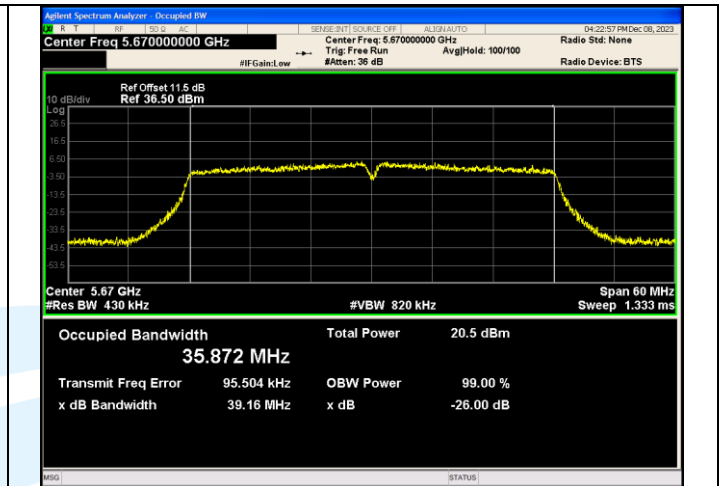 Agilent Spectrum Analyzer - Occupied BW
R T RF 50 Ω AC SENSE:INT SOURCE OFF ALIGNAUTO 04:22:57 PM Dec 08, 2023
Center Freq 5.670000000 GHz Center Freq: 5.670000000 GHz Radio Std: None
Trig: Free Run Avg|Hold: 100/100
#IFGain:Low #Atten: 36 dB Radio Device: BTS
Ref Offset 11.5 dB
10 dB/div Ref 36.50 dBm
Log
26.5
16.5
6.50
-3.50
-13.5
-23.5
-33.5
-43.5
-53.5
Center 5.67 GHz Span 60 MHz
#Res BW 430 kHz #VBW 820 kHz Sweep 1.333 ms
Occupied Bandwidth Total Power 20.5 dBm
35.872 MHz
Transmit Freq Error 95.504 kHz OBW Power 99.00 %
x dB Bandwidth 39.16 MHz x dB -26.00 dB
MSG STATUS